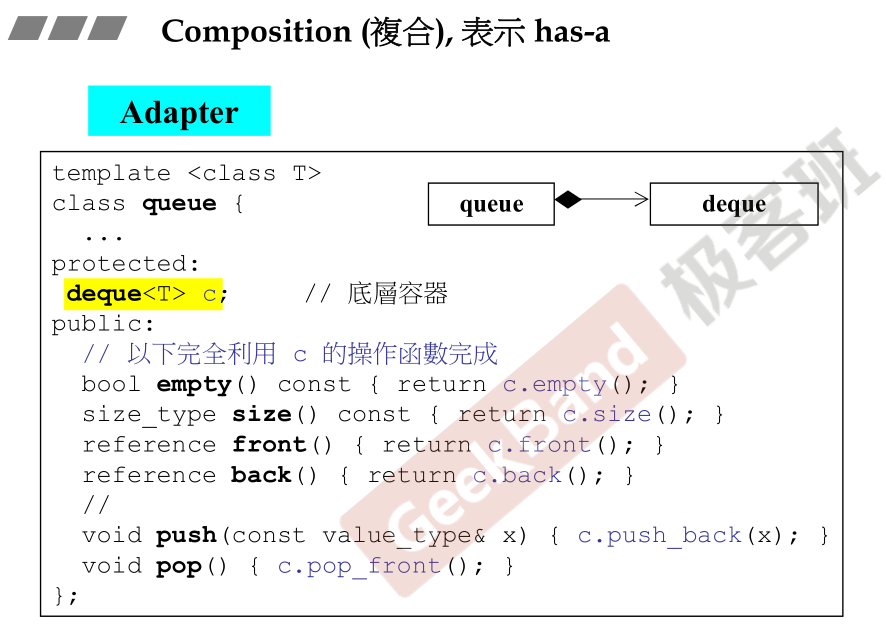 Composition (複合), 表示 has-a
Adapter
template <class T>
class queue {
...
protected:
deque<T> c; // 底層容器
public:
// 以下完全利用 c 的操作函數完成
bool empty() const { return c.empty(); }
size_type size() const { return c.size(); }
reference front() { return c.front(); }
reference back() { return c.back(); }
//
void push(const value_type& x) { c.push_back(x); }
void pop() { c.pop_front(); }
};
queue
deque
GeekBand 极客班